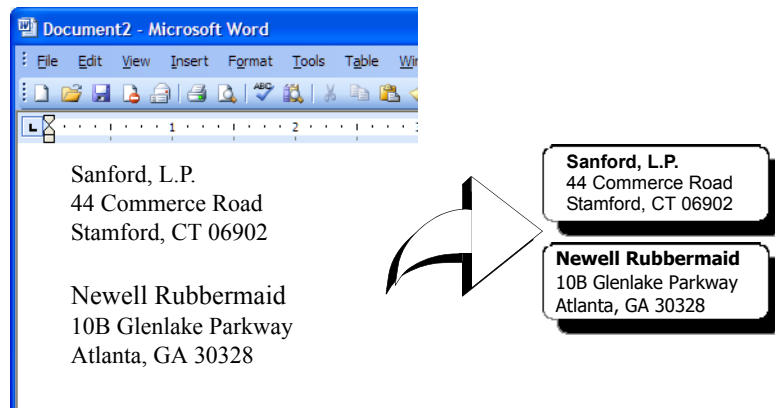 Document2 - Microsoft Word
File Edit View Insert Format Tools Table
ABC
1 2
Sanford, L.P.
44 Commerce Road
Stamford, CT 06902
Newell Rubbermaid
10B Glenlake Parkway
Atlanta, GA 30328
Sanford, L.P.
44 Commerce Road
Stamford, CT 06902
Newell Rubbermaid
10B Glenlake Parkway
Atlanta, GA 30328